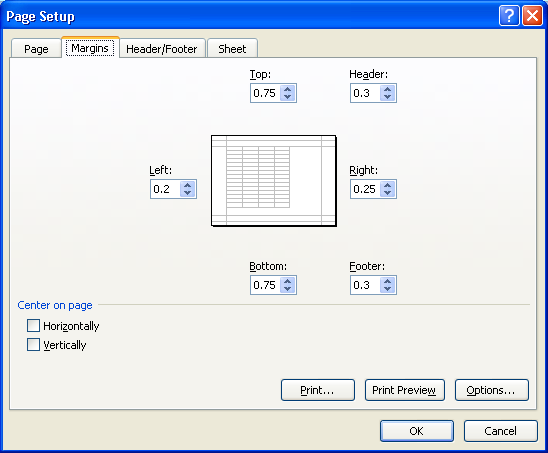 Page Setup
Page Margins Header/Footer Sheet
Top: Header:
0.75 0.3
Left: Right:
0.2 0.25
Bottom: Footer:
0.75 0.3
Center on page
Horizontally
Vertically
Print... Print Preview Options...
OK Cancel